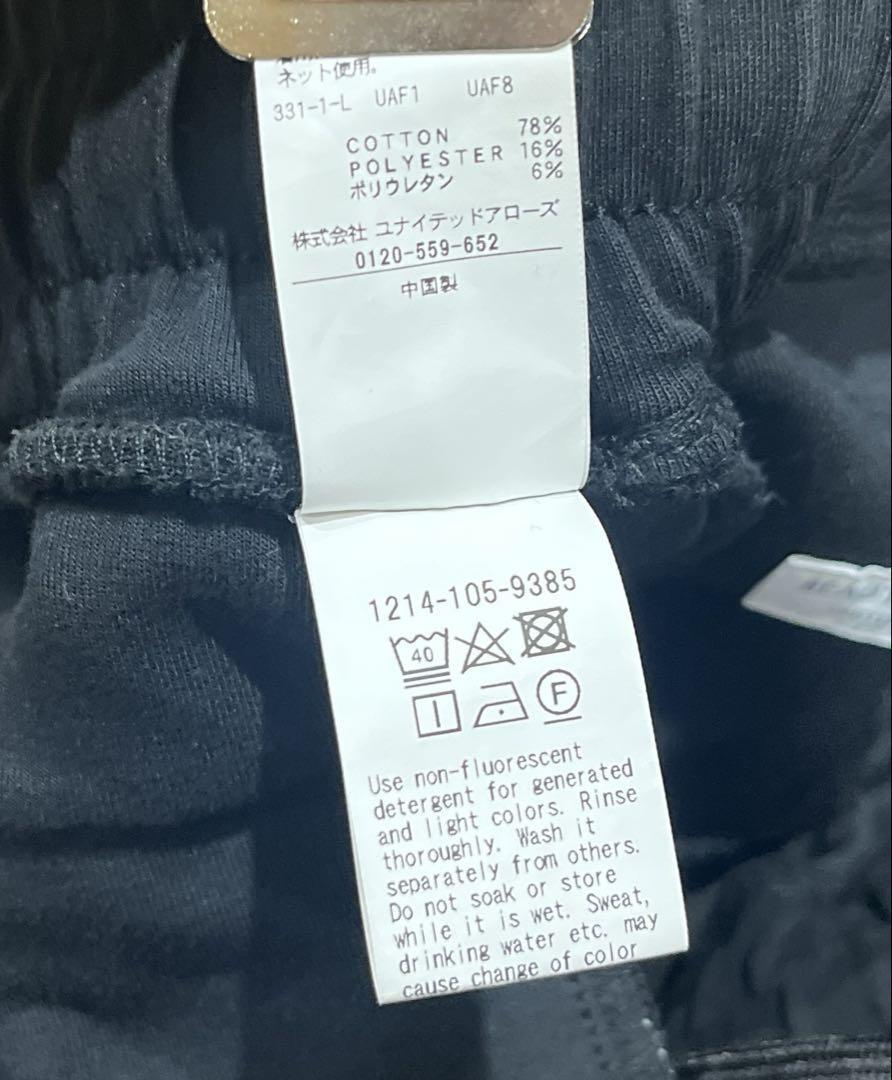 ネット使用。
331-1-L UAF1 UAF8
COTTON 78%
POLYESTER 16%
ポリウレタン 6%
株式会社 ユナイテッドアローズ
0120-559-652
中国製
1214-105-9385
40
F
Use non-fluorescent
detergent for generated
and light colors. Rinse
thoroughly. Wash it
separately from others.
Do not soak or store
while it is wet. Sweat,
drinking water etc. may
cause change of color